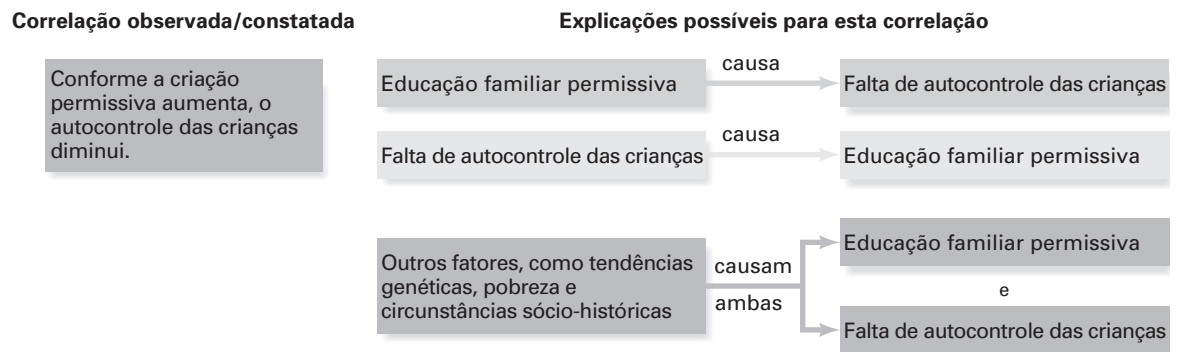 Correlação observada/constatada
Explicações possíveis para esta correlação
Conforme a criação
permissiva aumenta, o
autocontrole das crianças
diminui.
Educação familiar permissiva
causa
Falta de autocontrole das crianças
Falta de autocontrole das crianças
causa
Educação familiar permissiva
Outros fatores, como tendências
genéticas, pobreza e
circunstâncias sócio-históricas
causam
ambas
Educação familiar permissiva
e
Falta de autocontrole das crianças